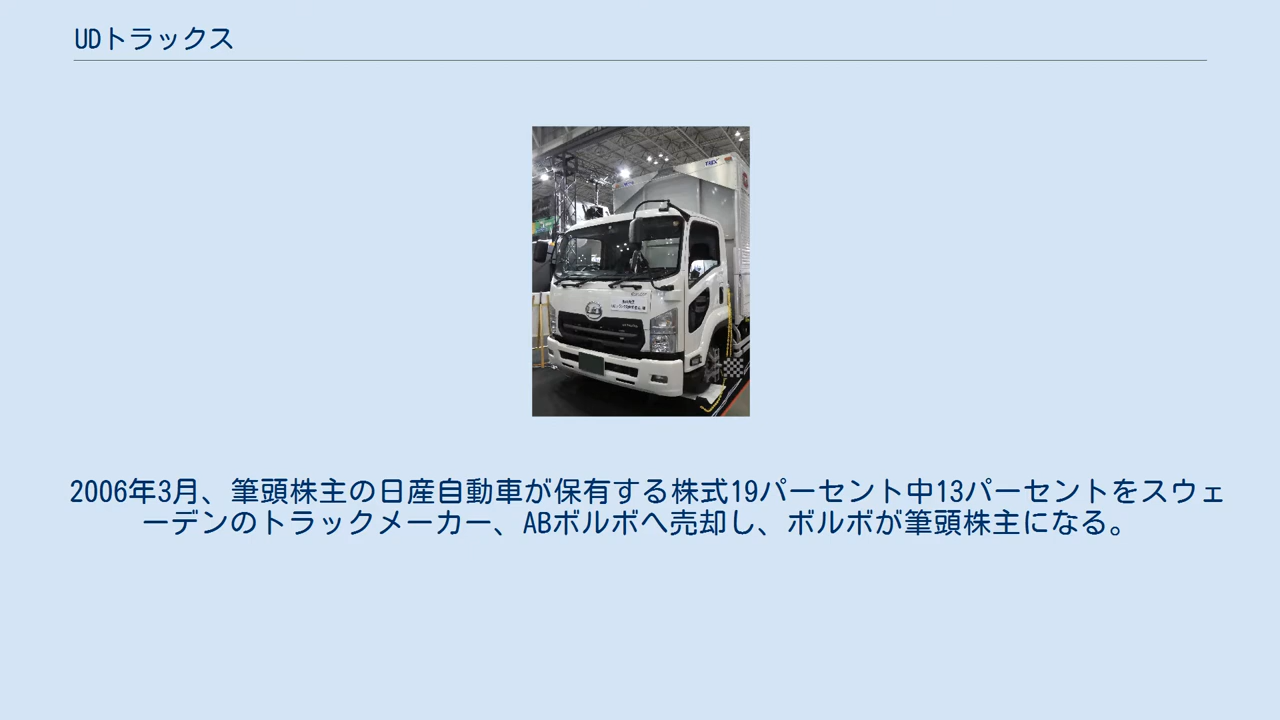 UDトラックス
TREX
2006年3月、筆頭株主の日産自動車が保有する株式19パーセント中13パーセントをスウェ
ーデンのトラックメーカー、ABボルボへ売却し、ボルボが筆頭株主になる。